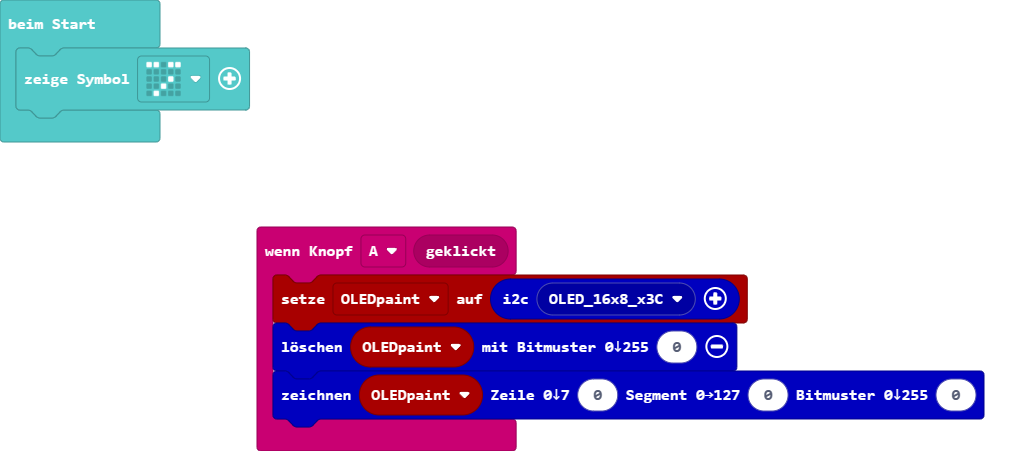 beim Start
zeige Symbol
wenn Knopf A geklickt
setze OLEDpaint auf i2c OLED_16x8_x3C
löschen OLEDpaint mit Bitmuster 0↓255 0
zeichnen OLEDpaint Zeile 0↓7 0 Segment 0→127 0 Bitmuster 0↓255 0